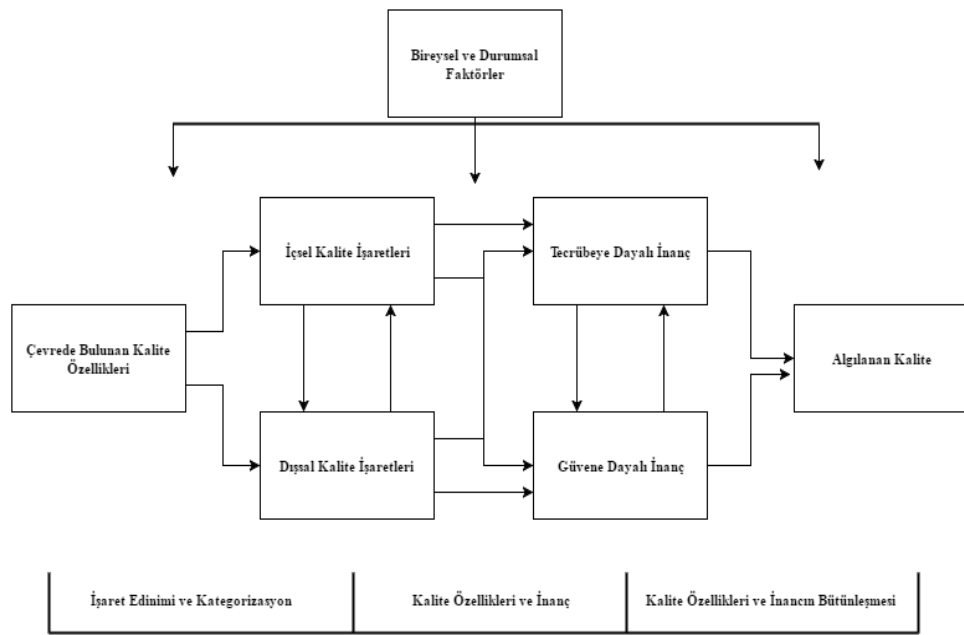 Bireysel ve Durumsal
Faktörler
İçsel Kalite İşaretleri
Tecrübeye Dayalı İnanç
Çevrede Bulunan Kalite
Özellikleri
Algılanan Kalite
Dışsal Kalite İşaretleri
Güvene Dayalı İnanç
İşaret Edinimi ve Kategorizasyon
Kalite Özellikleri ve İnanç
Kalite Özellikleri ve İnancın Bütünleşmesi